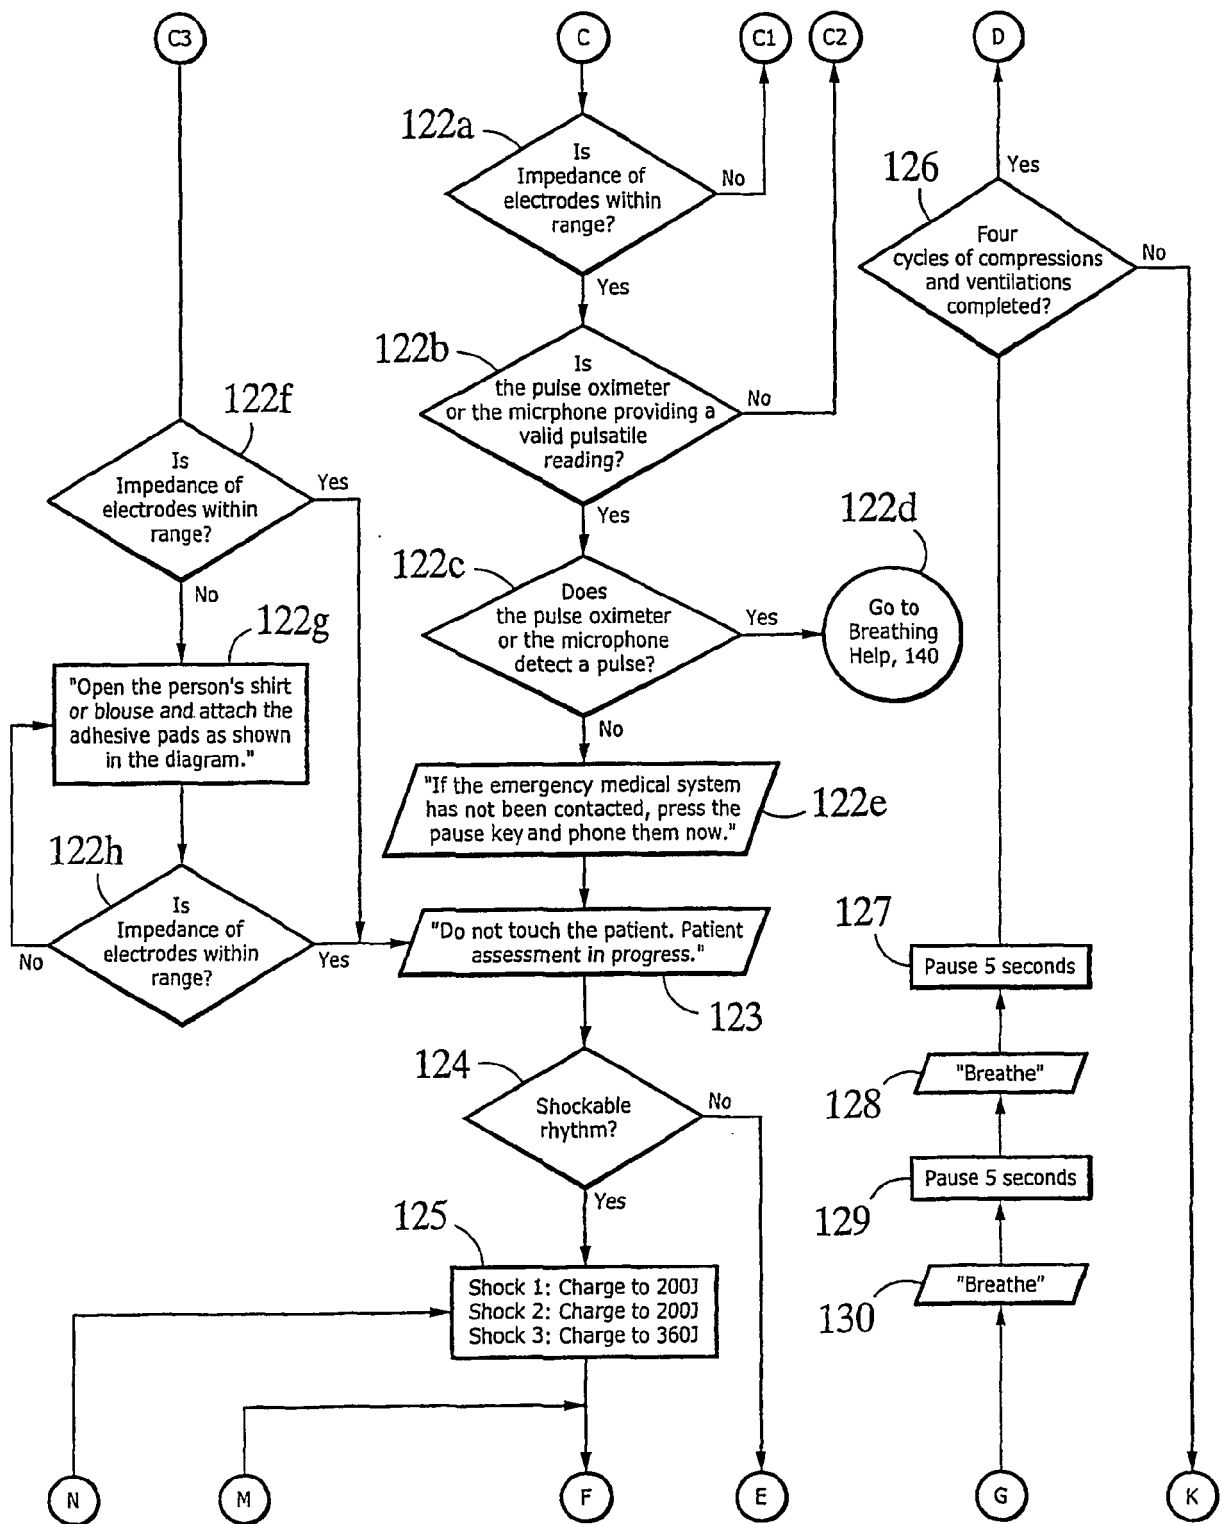 C3
C
C1
C2
D
122a
Is
Impedance of
electrodes within
range?
No
Yes
126
Four
cycles of compressions
and ventilations
completed?
Yes
No
122b
Is
the pulse oximeter
or the micrphone providing a
valid pulsatile
reading?
No
Yes
122f
Is
Impedance of
electrodes within
range?
Yes
No
122c
Does
the pulse oximeter
or the microphone
detect a pulse?
Yes
No
122d
Go to
Breathing
Help, 140
122g
"Open the person's shirt
or blouse and attach the
adhesive pads as shown
in the diagram."
"If the emergency medical system
has not been contacted, press the
pause key and phone them now."
122e
122h
Is
Impedance of
electrodes within
range?
No
Yes
"Do not touch the patient. Patient
assessment in progress."
123
127
Pause 5 seconds
124
Shockable
rhythm?
No
Yes
"Breathe"
128
Pause 5 seconds
129
125
Shock 1: Charge to 200J
Shock 2: Charge to 200J
Shock 3: Charge to 360J
"Breathe"
130
N
M
F
E
G
K